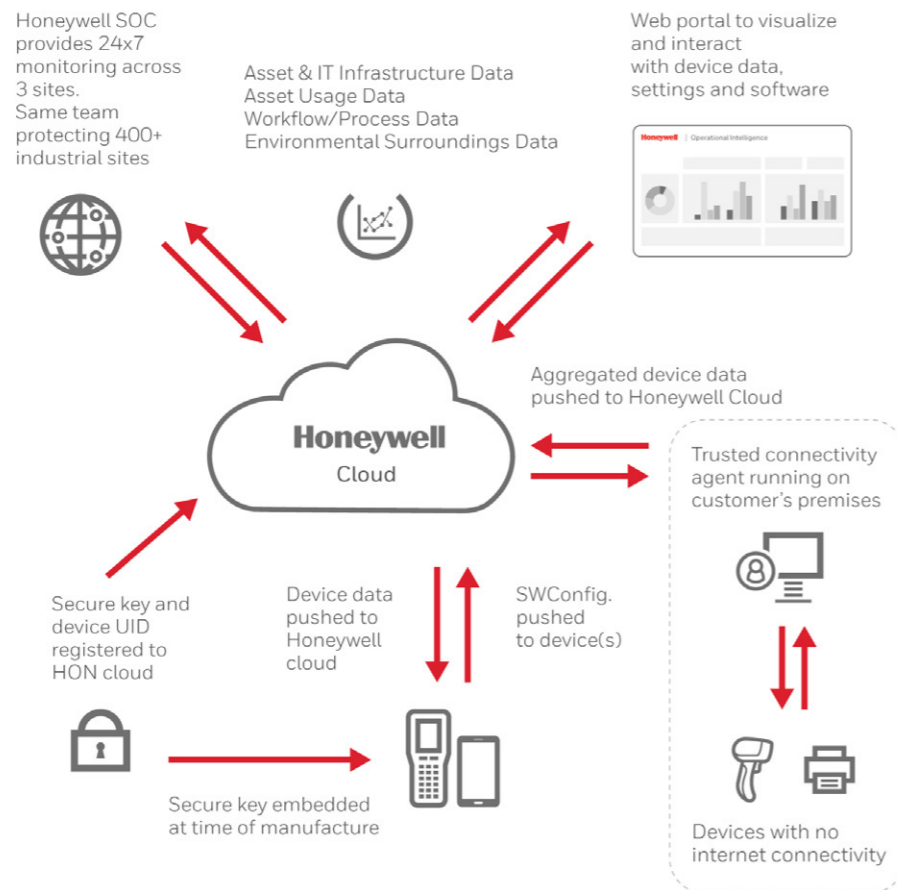 Honeywell SOC
provides 24x7
monitoring across
3 sites.
Same team
protecting 400+
industrial sites
Asset & IT Infrastructure Data
Asset Usage Data
Workflow/Process Data
Environmental Surroundings Data
Web portal to visualize
and interact
with device data,
settings and software
Honeywell | Operational Intelligence
Honeywell
Cloud
Aggregated device data
pushed to Honeywell Cloud
Trusted connectivity
agent running on
customer's premises
Secure key and
device UID
registered to
HON cloud
Device data
pushed to
Honeywell
cloud
SWConfig.
pushed
to device(s)
Secure key embedded
at time of manufacture
Devices with no
internet connectivity